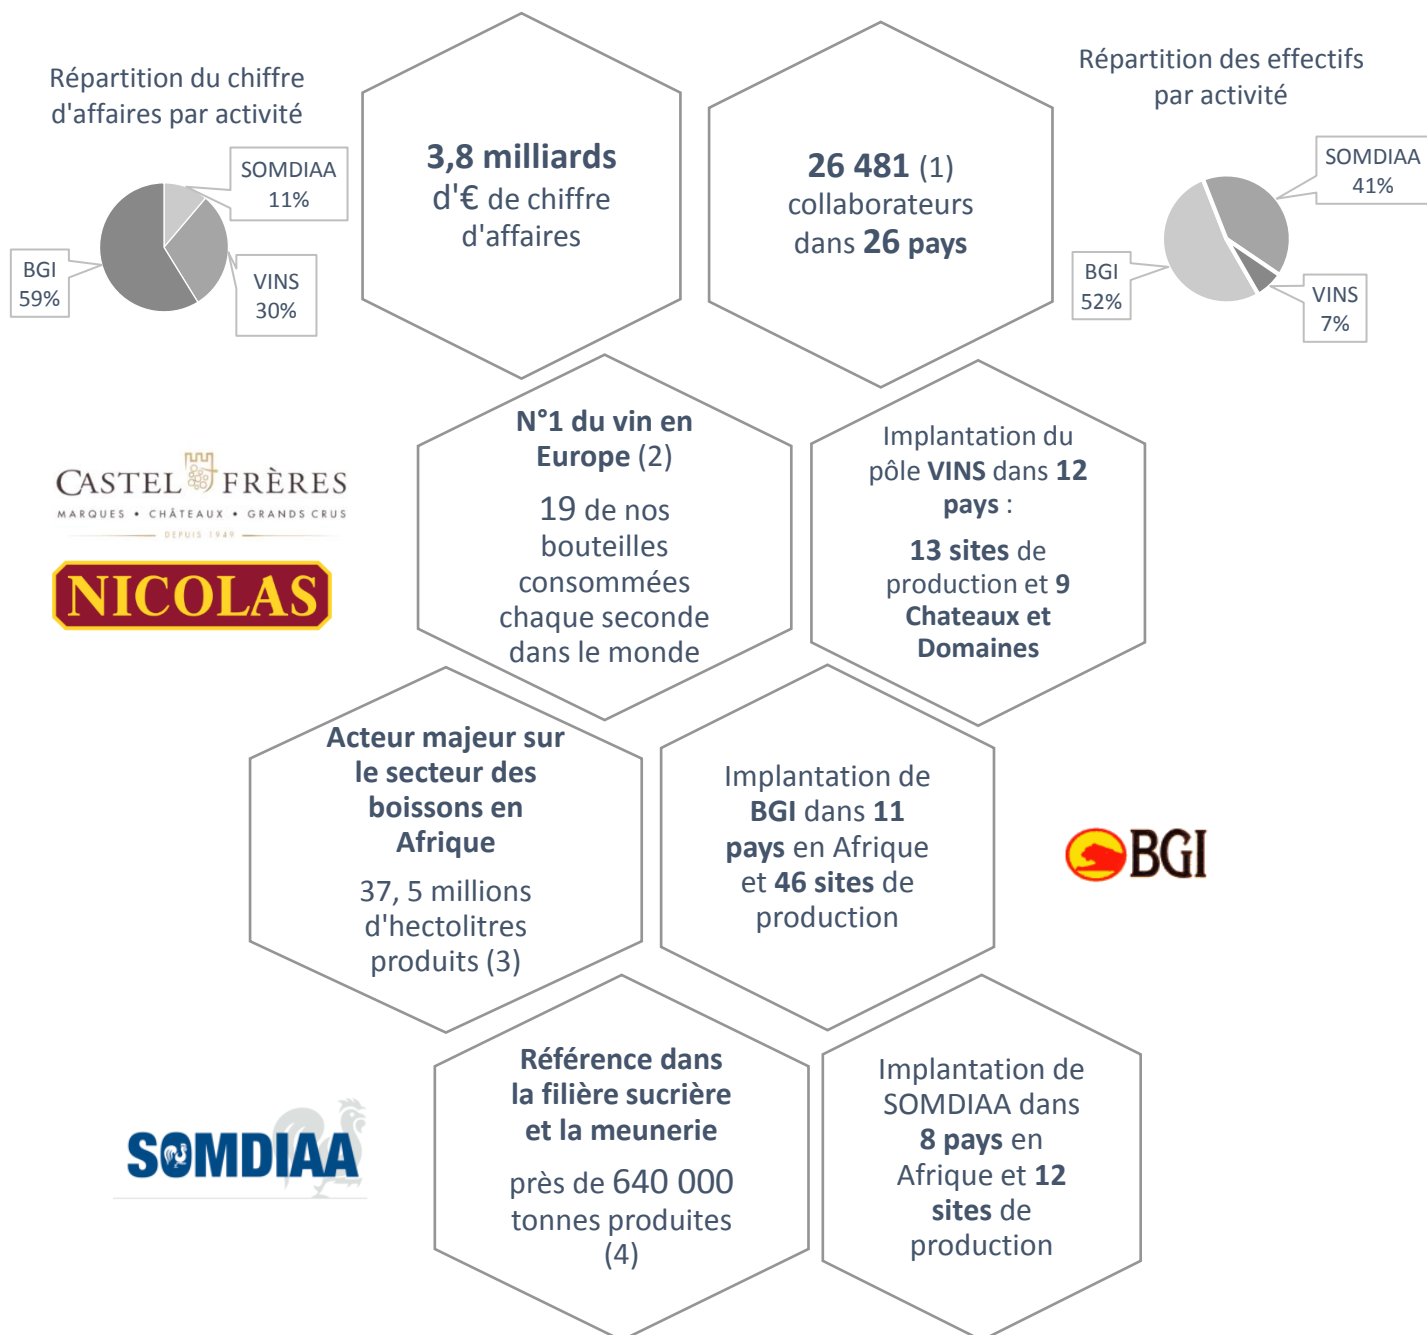 Répartition du chiffre
d'affaires par activité
SOMDIAA
11%
BGI
59%
VINS
30%
3,8 milliards
d'€ de chiffre
d'affaires
26 481 (1)
collaborateurs
dans 26 pays
Répartition des effectifs
par activité
SOMDIAA
41%
BGI
52%
VINS
7%
CASTEL FRÈRES
MARQUES • CHÂTEAUX • GRANDS CRUS
DEPUIS 1949
NICOLAS
N°1 du vin en
Europe (2)
19 de nos
bouteilles
consommées
chaque seconde
dans le monde
Implantation du
pôle VINS dans 12
pays :
13 sites de
production et 9
Chateaux et
Domaines
Acteur majeur sur
le secteur des
boissons en
Afrique
37, 5 millions
d'hectolitres
produits (3)
Implantation de
BGI dans 11
pays en Afrique
et 46 sites de
production
BGI
SOMDIAA
Référence dans
la filière sucrière
et la meunerie
près de 640 000
tonnes produites
(4)
Implantation de
SOMDIAA dans
8 pays en
Afrique et 12
sites de
production